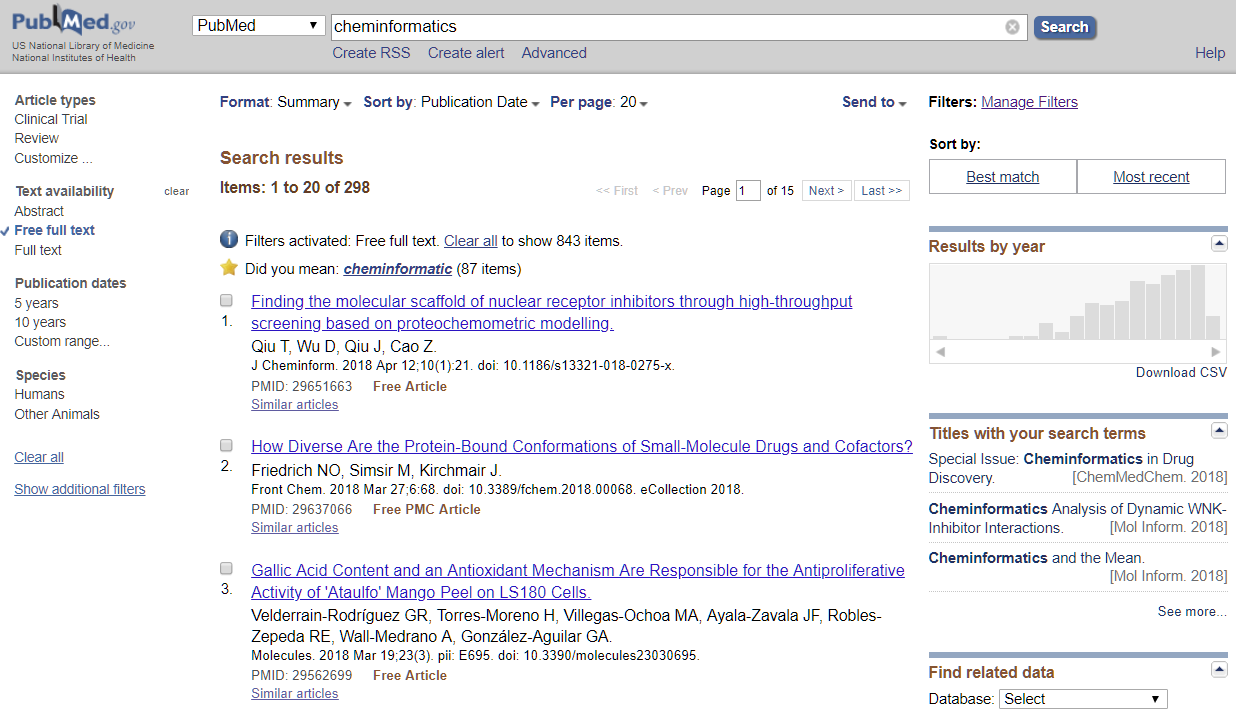 PubMed.gov
US National Library of Medicine
National Institutes of Health
PubMed
cheminformatics
Search
Create RSS Create alert Advanced
Help
Article types
Clinical Trial
Review
Customize ...
Text availability
clear
Abstract
Free full text
Full text
Publication dates
5 years
10 years
Custom range...
Species
Humans
Other Animals
Clear all
Show additional filters
Format: Summary Sort by: Publication Date Per page: 20
Send to
Search results
Items: 1 to 20 of 298
<< First < Prev Page 1 of 15 Next > Last >>
Filters activated: Free full text. Clear all to show 843 items.
Did you mean: cheminformatic (87 items)
1.
Finding the molecular scaffold of nuclear receptor inhibitors through high-throughput
screening based on proteochemometric modelling.
Qiu T, Wu D, Qiu J, Cao Z.
J Cheminform. 2018 Apr 12;10(1):21. doi: 10.1186/s13321-018-0275-x.
PMID: 29651663 Free Article
Similar articles
2.
How Diverse Are the Protein-Bound Conformations of Small-Molecule Drugs and Cofactors?
Friedrich NO, Simsir M, Kirchmair J.
Front Chem. 2018 Mar 27;6:68. doi: 10.3389/fchem.2018.00068. eCollection 2018.
PMID: 29637066 Free PMC Article
Similar articles
3.
Gallic Acid Content and an Antioxidant Mechanism Are Responsible for the Antiproliferative
Activity of 'Ataulfo' Mango Peel on LS180 Cells.
Velderrain-Rodríguez GR, Torres-Moreno H, Villegas-Ochoa MA, Ayala-Zavala JF, Robles-
Zepeda RE, Wall-Medrano A, González-Aguilar GA.
Molecules. 2018 Mar 19;23(3). pii: E695. doi: 10.3390/molecules23030695.
PMID: 29562699 Free Article
Similar articles
Filters: Manage Filters
Sort by:
Best match Most recent
Results by year
Download CSV
Titles with your search terms
Special Issue: Cheminformatics in Drug
Discovery. [ChemMedChem. 2018]
Cheminformatics Analysis of Dynamic WNK-
Inhibitor Interactions. [Mol Inform. 2018]
Cheminformatics and the Mean.
[Mol Inform. 2018]
See more...
Find related data
Database: Select